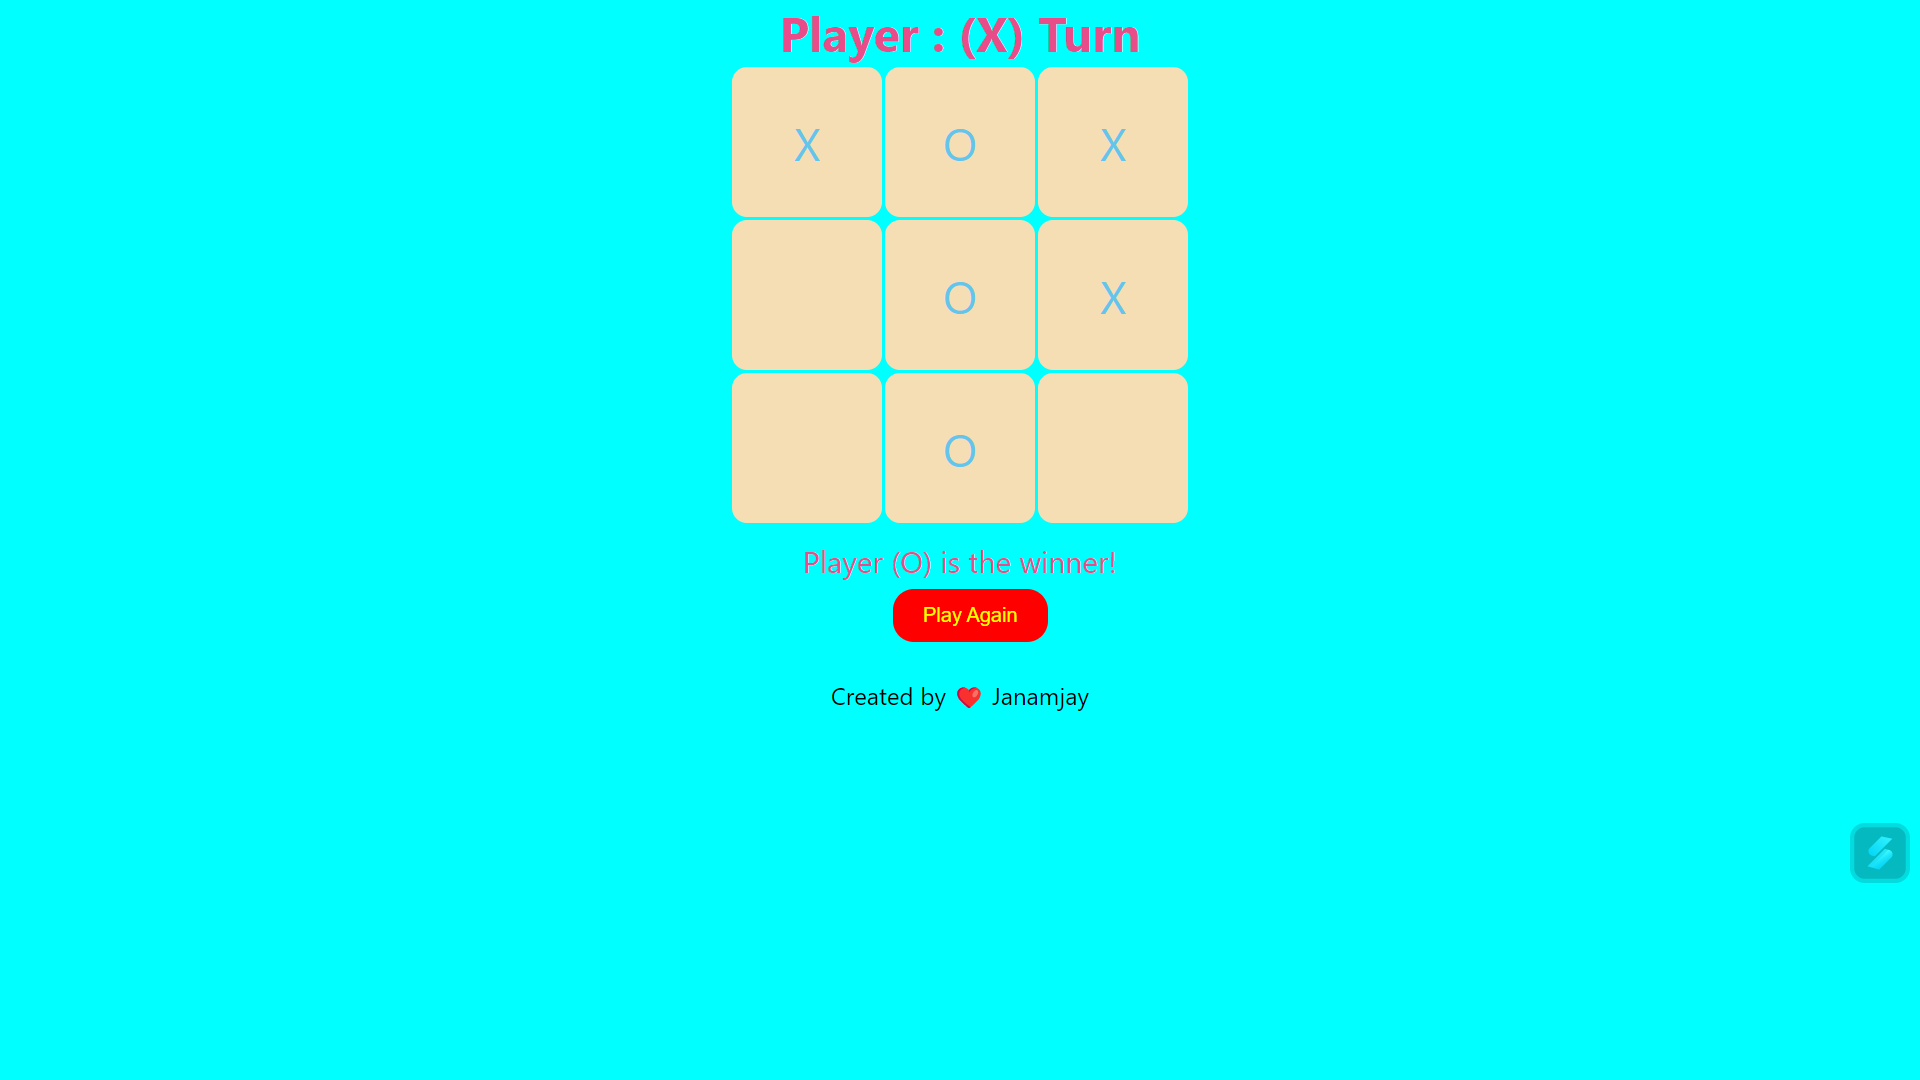 Player : (X) Turn
X O X
O X
O
Player (O) is the winner!
Play Again
Created by ❤️ Janamjay